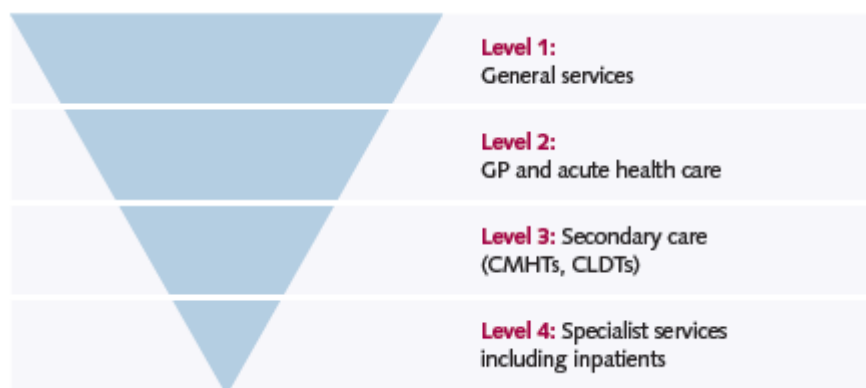 Level 1:
General services
Level 2:
GP and acute health care
Level 3: Secondary care
(CMHTs, CLDTs)
Level 4: Specialist services
including inpatients